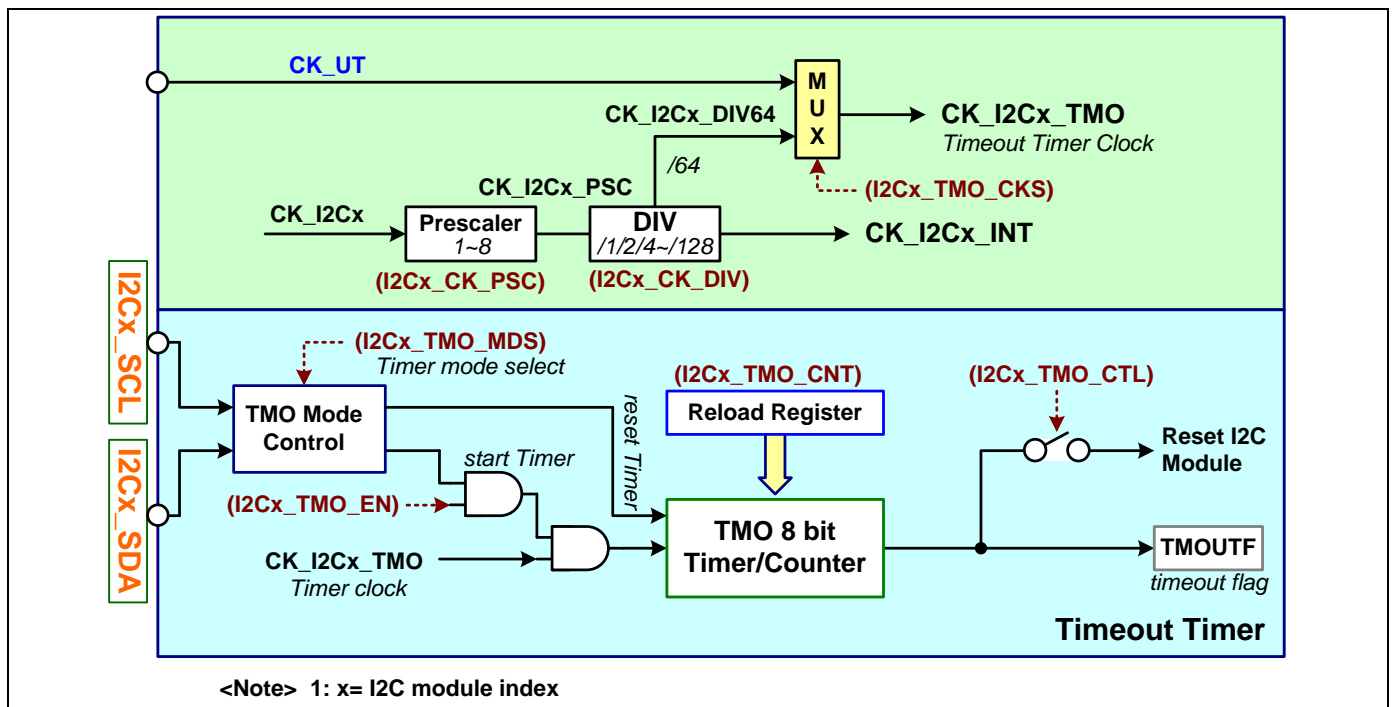 CK_UT
M
U
X
CK_I2Cx_DIV64
CK_I2Cx_TMO
Timeout Timer Clock
/64
(I2Cx_TMO_CKS)
CK_I2Cx_PSC
CK_I2Cx
Prescaler
1~8
DIV
/1/2/4~/128
CK_I2Cx_INT
(I2Cx_CK_PSC)
(I2Cx_CK_DIV)
I2Cx_SCL
I2Cx_SDA
(I2Cx_TMO_MDS)
Timer mode select
TMO Mode
Control
reset Timer
start Timer
(I2Cx_TMO_EN)
CK_I2Cx_TMO
Timer clock
(I2Cx_TMO_CNT)
Reload Register
TMO 8 bit
Timer/Counter
(I2Cx_TMO_CTL)
Reset I2C
Module
TMOUTF
timeout flag
Timeout Timer
<Note> 1: x= I2C module index